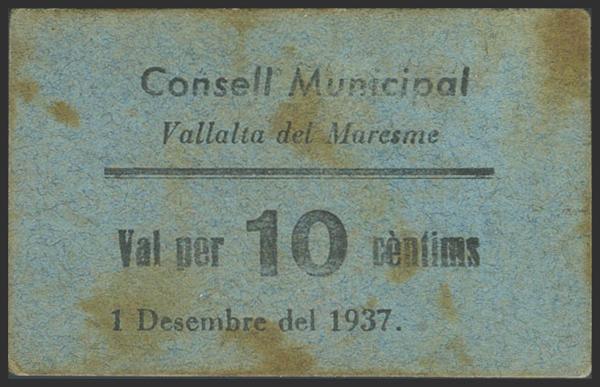 Consell Municipal
Vallalta del Maresme
Val per 10 cèntims
1 Desembre del 1937.